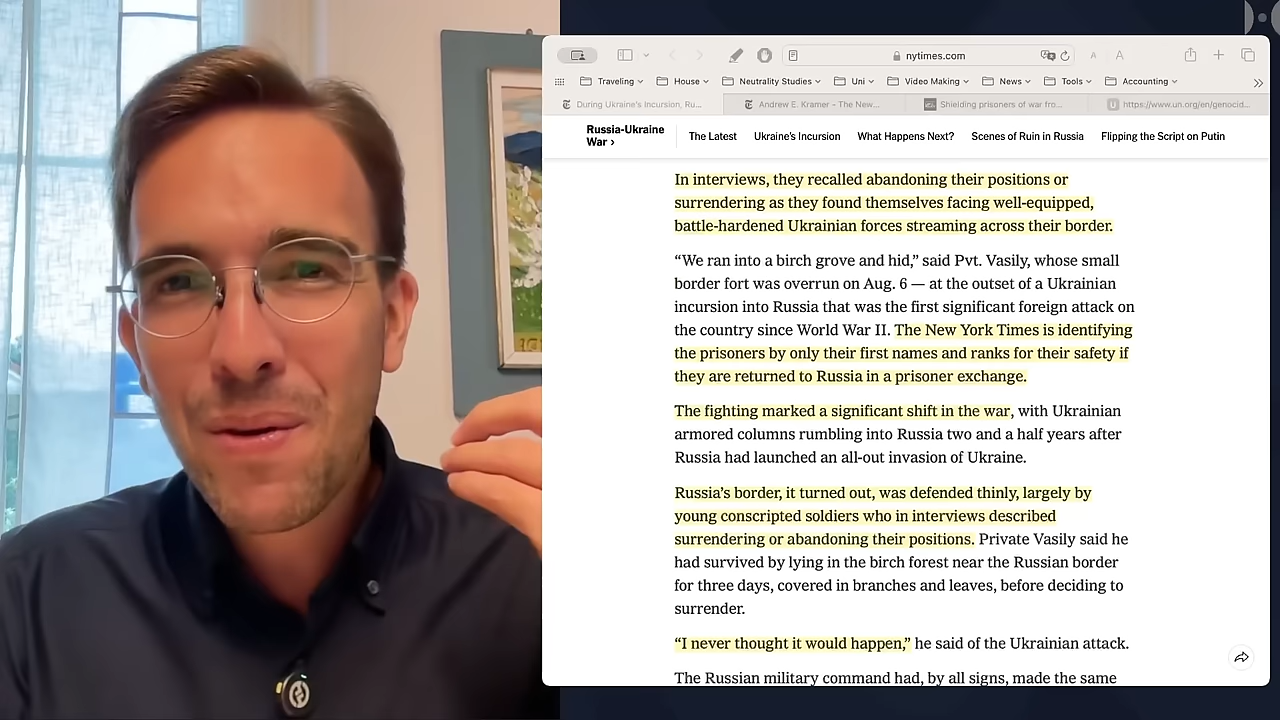 nytimes.com
A A
Traveling House Neutrality Studies Uni Video Making News Tools Accounting
During Ukraine's Incursion, Ru... Andrew E. Kramer - The New... Shielding prisoners of war fro... https://www.un.org/en/genocid...
Russia-Ukraine
War ›
The Latest Ukraine's Incursion What Happens Next? Scenes of Ruin in Russia Flipping the Script on Putin
In interviews, they recalled abandoning their positions or
surrendering as they found themselves facing well-equipped,
battle-hardened Ukrainian forces streaming across their border.
“We ran into a birch grove and hid,” said Pvt. Vasily, whose small
border fort was overrun on Aug. 6 — at the outset of a Ukrainian
incursion into Russia that was the first significant foreign attack on
the country since World War II. The New York Times is identifying
the prisoners by only their first names and ranks for their safety if
they are returned to Russia in a prisoner exchange.
The fighting marked a significant shift in the war, with Ukrainian
armored columns rumbling into Russia two and a half years after
Russia had launched an all-out invasion of Ukraine.
Russia’s border, it turned out, was defended thinly, largely by
young conscripted soldiers who in interviews described
surrendering or abandoning their positions. Private Vasily said he
had survived by lying in the birch forest near the Russian border
for three days, covered in branches and leaves, before deciding to
surrender.
“I never thought it would happen,” he said of the Ukrainian attack.
The Russian military command had, by all signs, made the same